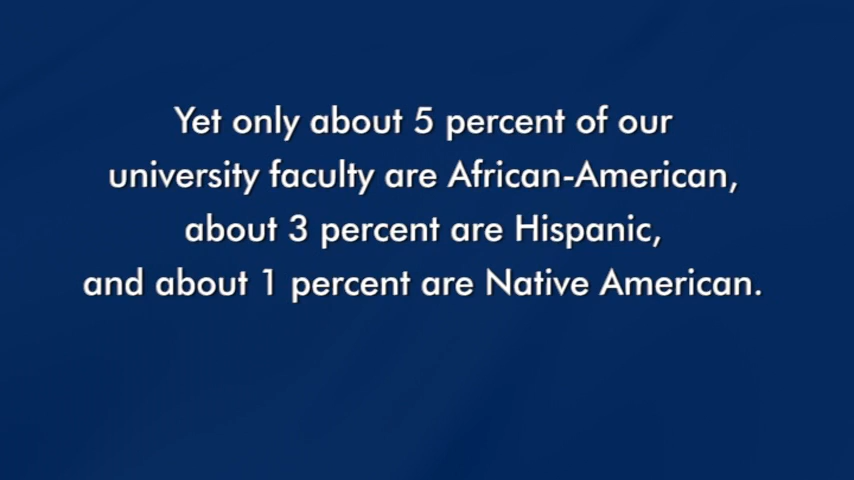 Yet only about 5 percent of our
university faculty are African-American,
about 3 percent are Hispanic,
and about 1 percent are Native American.